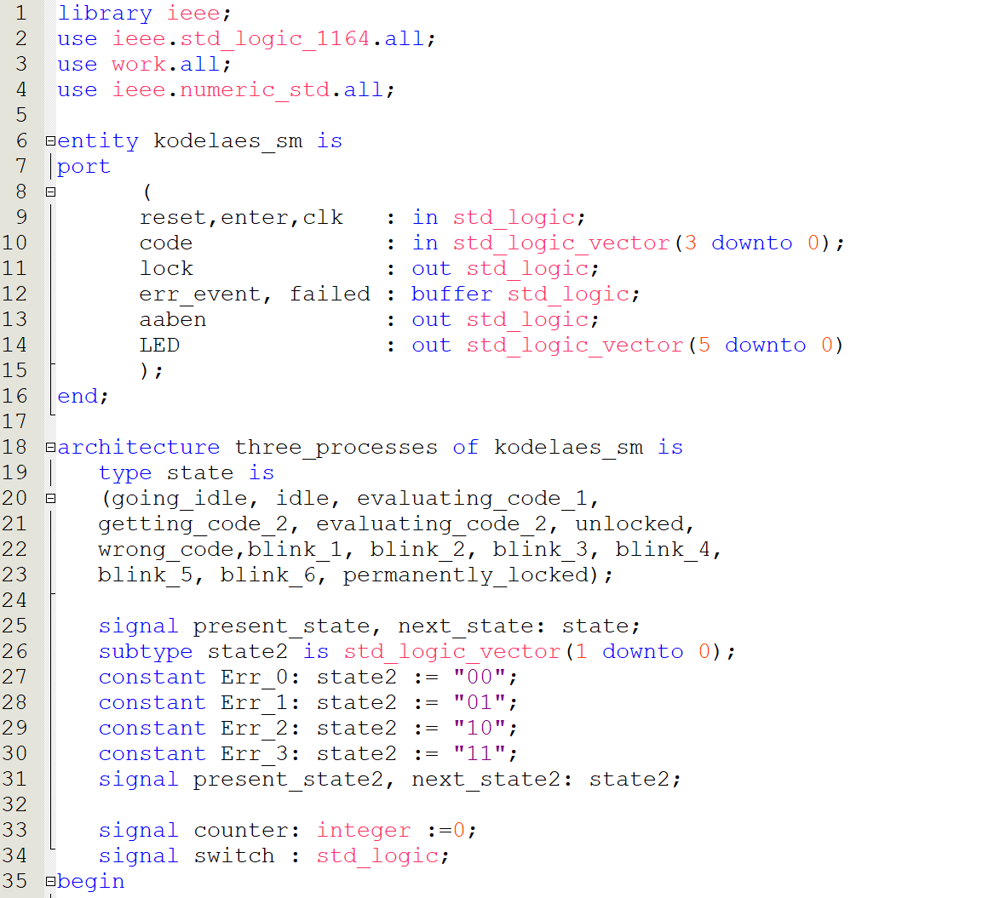 1 library ieee;
2 use ieee.std_logic_1164.all;
3 use work.all;
4 use ieee.numeric_std.all;
5
6 entity kodelaes_sm is
7 port
8 (
9 reset,enter,clk : in std_logic;
10 code : in std_logic_vector(3 downto 0);
11 lock : out std_logic;
12 err_event, failed : buffer std_logic;
13 aaben : out std_logic;
14 LED : out std_logic_vector(5 downto 0)
15 );
16 end;
17
18 architecture three_processes of kodelaes_sm is
19 type state is
20 (going_idle, idle, evaluating_code_1,
21 getting_code_2, evaluating_code_2, unlocked,
22 wrong_code,blink_1, blink_2, blink_3, blink_4,
23 blink_5, blink_6, permanently_locked);
24
25 signal present_state, next_state: state;
26 subtype state2 is std_logic_vector(1 downto 0);
27 constant Err_0: state2 := "00";
28 constant Err_1: state2 := "01";
29 constant Err_2: state2 := "10";
30 constant Err_3: state2 := "11";
31 signal present_state2, next_state2: state2;
32
33 signal counter: integer :=0;
34 signal switch : std_logic;
35 begin